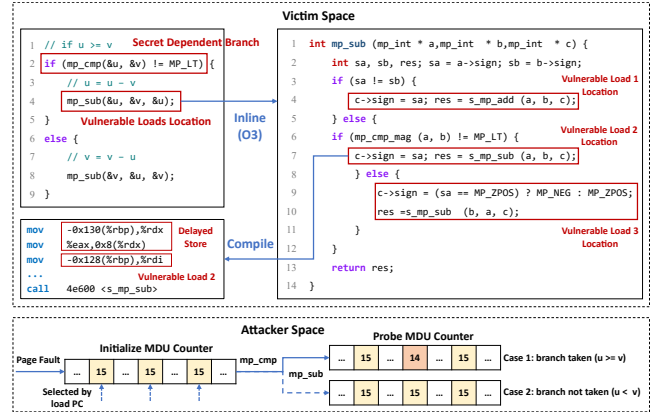 Victim Space
1 // if u >= v
Secret Dependent Branch
2 if (mp_cmp(&u, &v) != MP_LT) {
3 // u = u - v
4 mp_sub(&u, &v, &u);
5 }
Vulnerable Loads Location
6 else {
7 // v = v - u
8 mp_sub(&v, &u, &v);
9 }
Inline
(O3)
1 int mp_sub (mp_int * a,mp_int * b,mp_int * c) {
2 int sa, sb, res; sa = a->sign; sb = b->sign;
3 if (sa != sb) {
Vulnerable Load 1
Location
4 c->sign = sa; res = s_mp_add (a, b, c);
5 } else {
6 if (mp_cmp_mag (a, b) != MP_LT) {
Vulnerable Load 2
Location
7 c->sign = sa; res = s_mp_sub (a, b, c);
8 } else {
9 c->sign = (sa == MP_ZPOS) ? MP_NEG : MP_ZPOS;
10 res =s_mp_sub (b, a, c);
11 }
Vulnerable Load 3
Location
12 }
13 return res;
14 }
mov -0x130(%rbp),%rdx
mov %eax,0x8(%rdx)
Delayed
Store
mov -0x128(%rbp),%rdi
... Vulnerable Load 2
call 4e600 <s_mp_sub>
Compile
Attacker Space
Initialize MDU Counter
Probe MDU Counter
Page Fault
... 15 ... 15 ... 15 ...
Selected by
load PC
mp_cmp
mp_sub
... 15 ... 14 ... 15 ...
Case 1: branch taken (u >= v)
... 15 ... 15 ... 15 ...
Case 2: branch not taken (u < v)